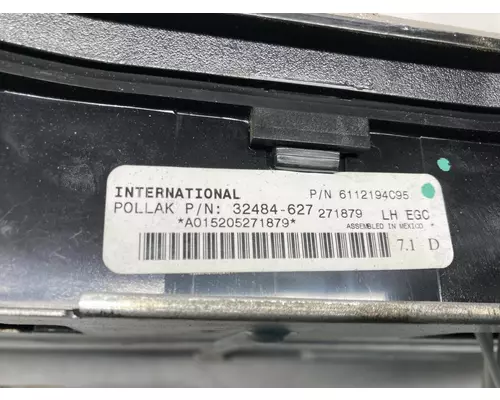 INTERNATIONAL P/N 6112194C95
POLLAK P/N: 32484-627 271879 LH EGC
*A015205271879* ASSEMBLED IN MEXICO *
7.1 D